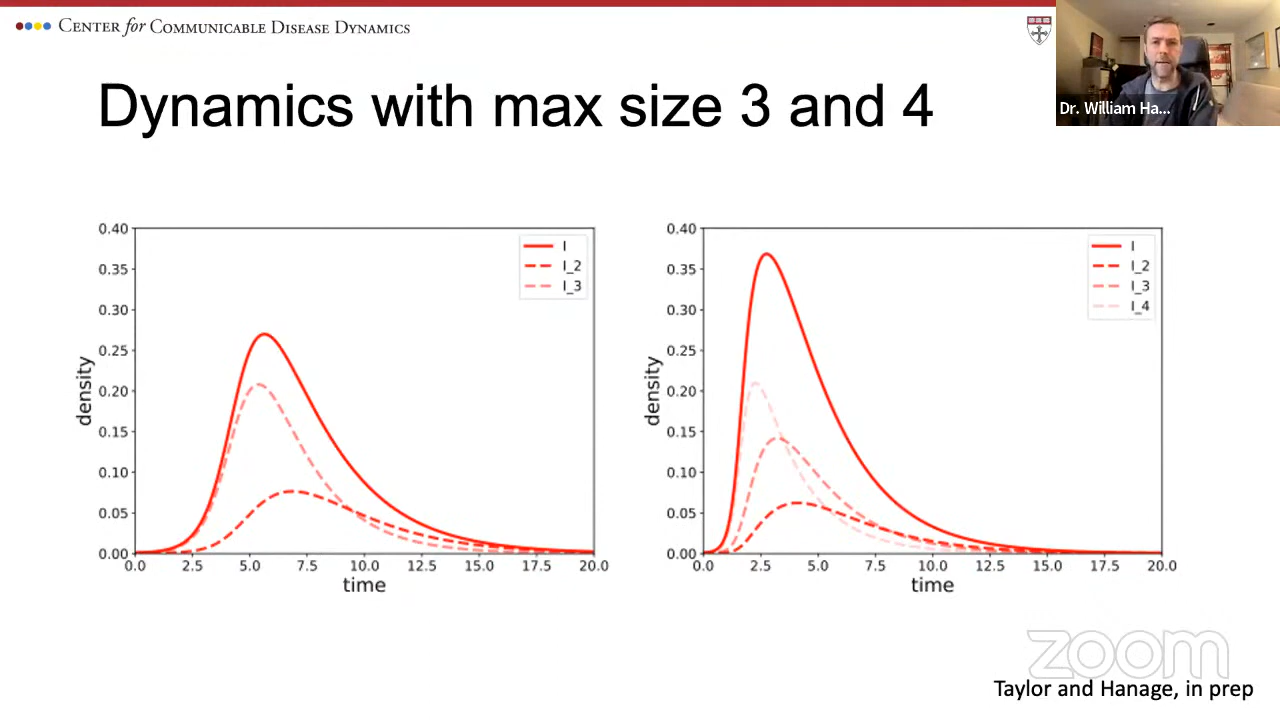 CENTER for COMMUNICABLE DISEASE DYNAMICS
Dr. William Ha...
Dynamics with max size 3 and 4
0.40
0.35
0.30
0.25
0.20
0.15
0.10
0.05
0.00
density
I
I_2
I_3
0.0 2.5 5.0 7.5 10.0 12.5 15.0 17.5 20.0
time
0.40
0.35
0.30
0.25
0.20
0.15
0.10
0.05
0.00
density
I
I_2
I_3
I_4
0.0 2.5 5.0 7.5 10.0 12.5 15.0 17.5 20.0
time
zoom
Taylor and Hanage, in prep